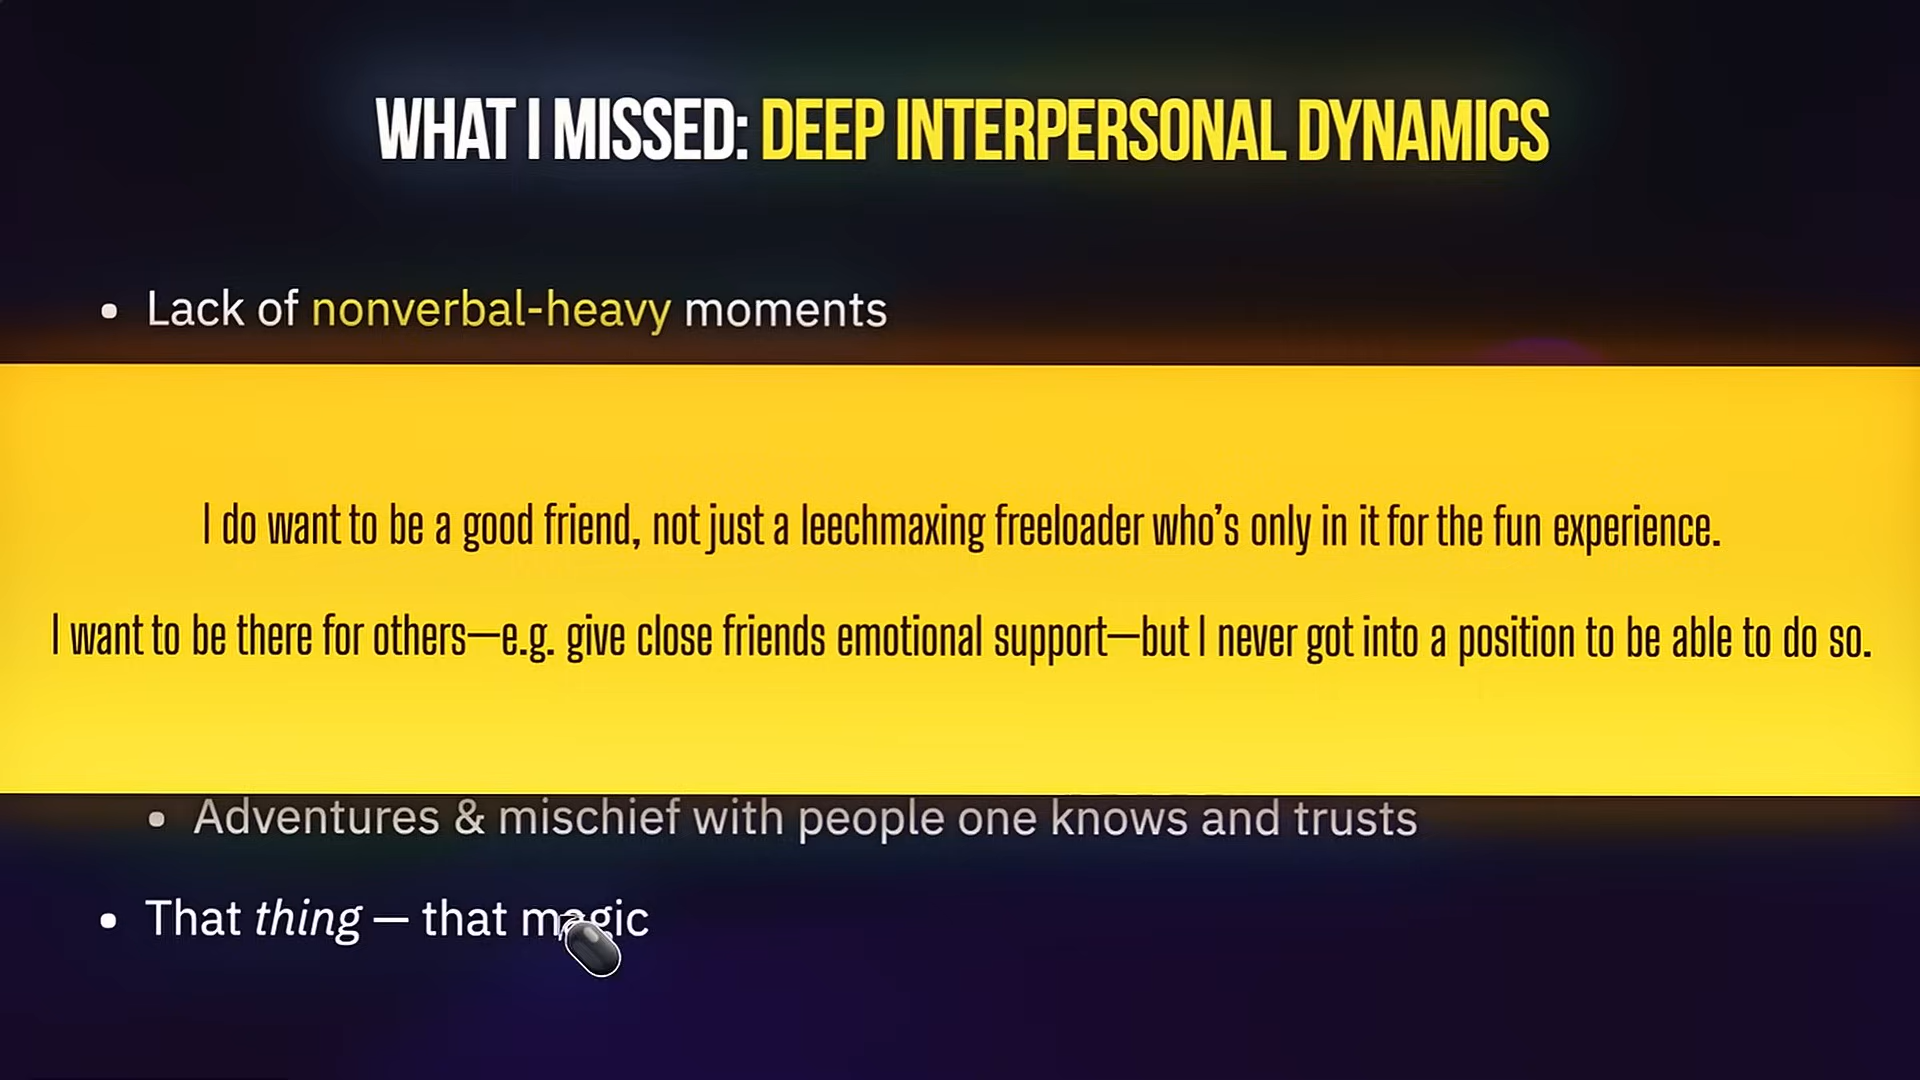 WHAT I MISSED: DEEP INTERPERSONAL DYNAMICS
• Lack of nonverbal-heavy moments
I do want to be a good friend, not just a leechmaxing freeloader who’s only in it for the fun experience.
I want to be there for others—e.g. give close friends emotional support—but I never got into a position to be able to do so.
• Adventures & mischief with people one knows and trusts
• That thing — that magic